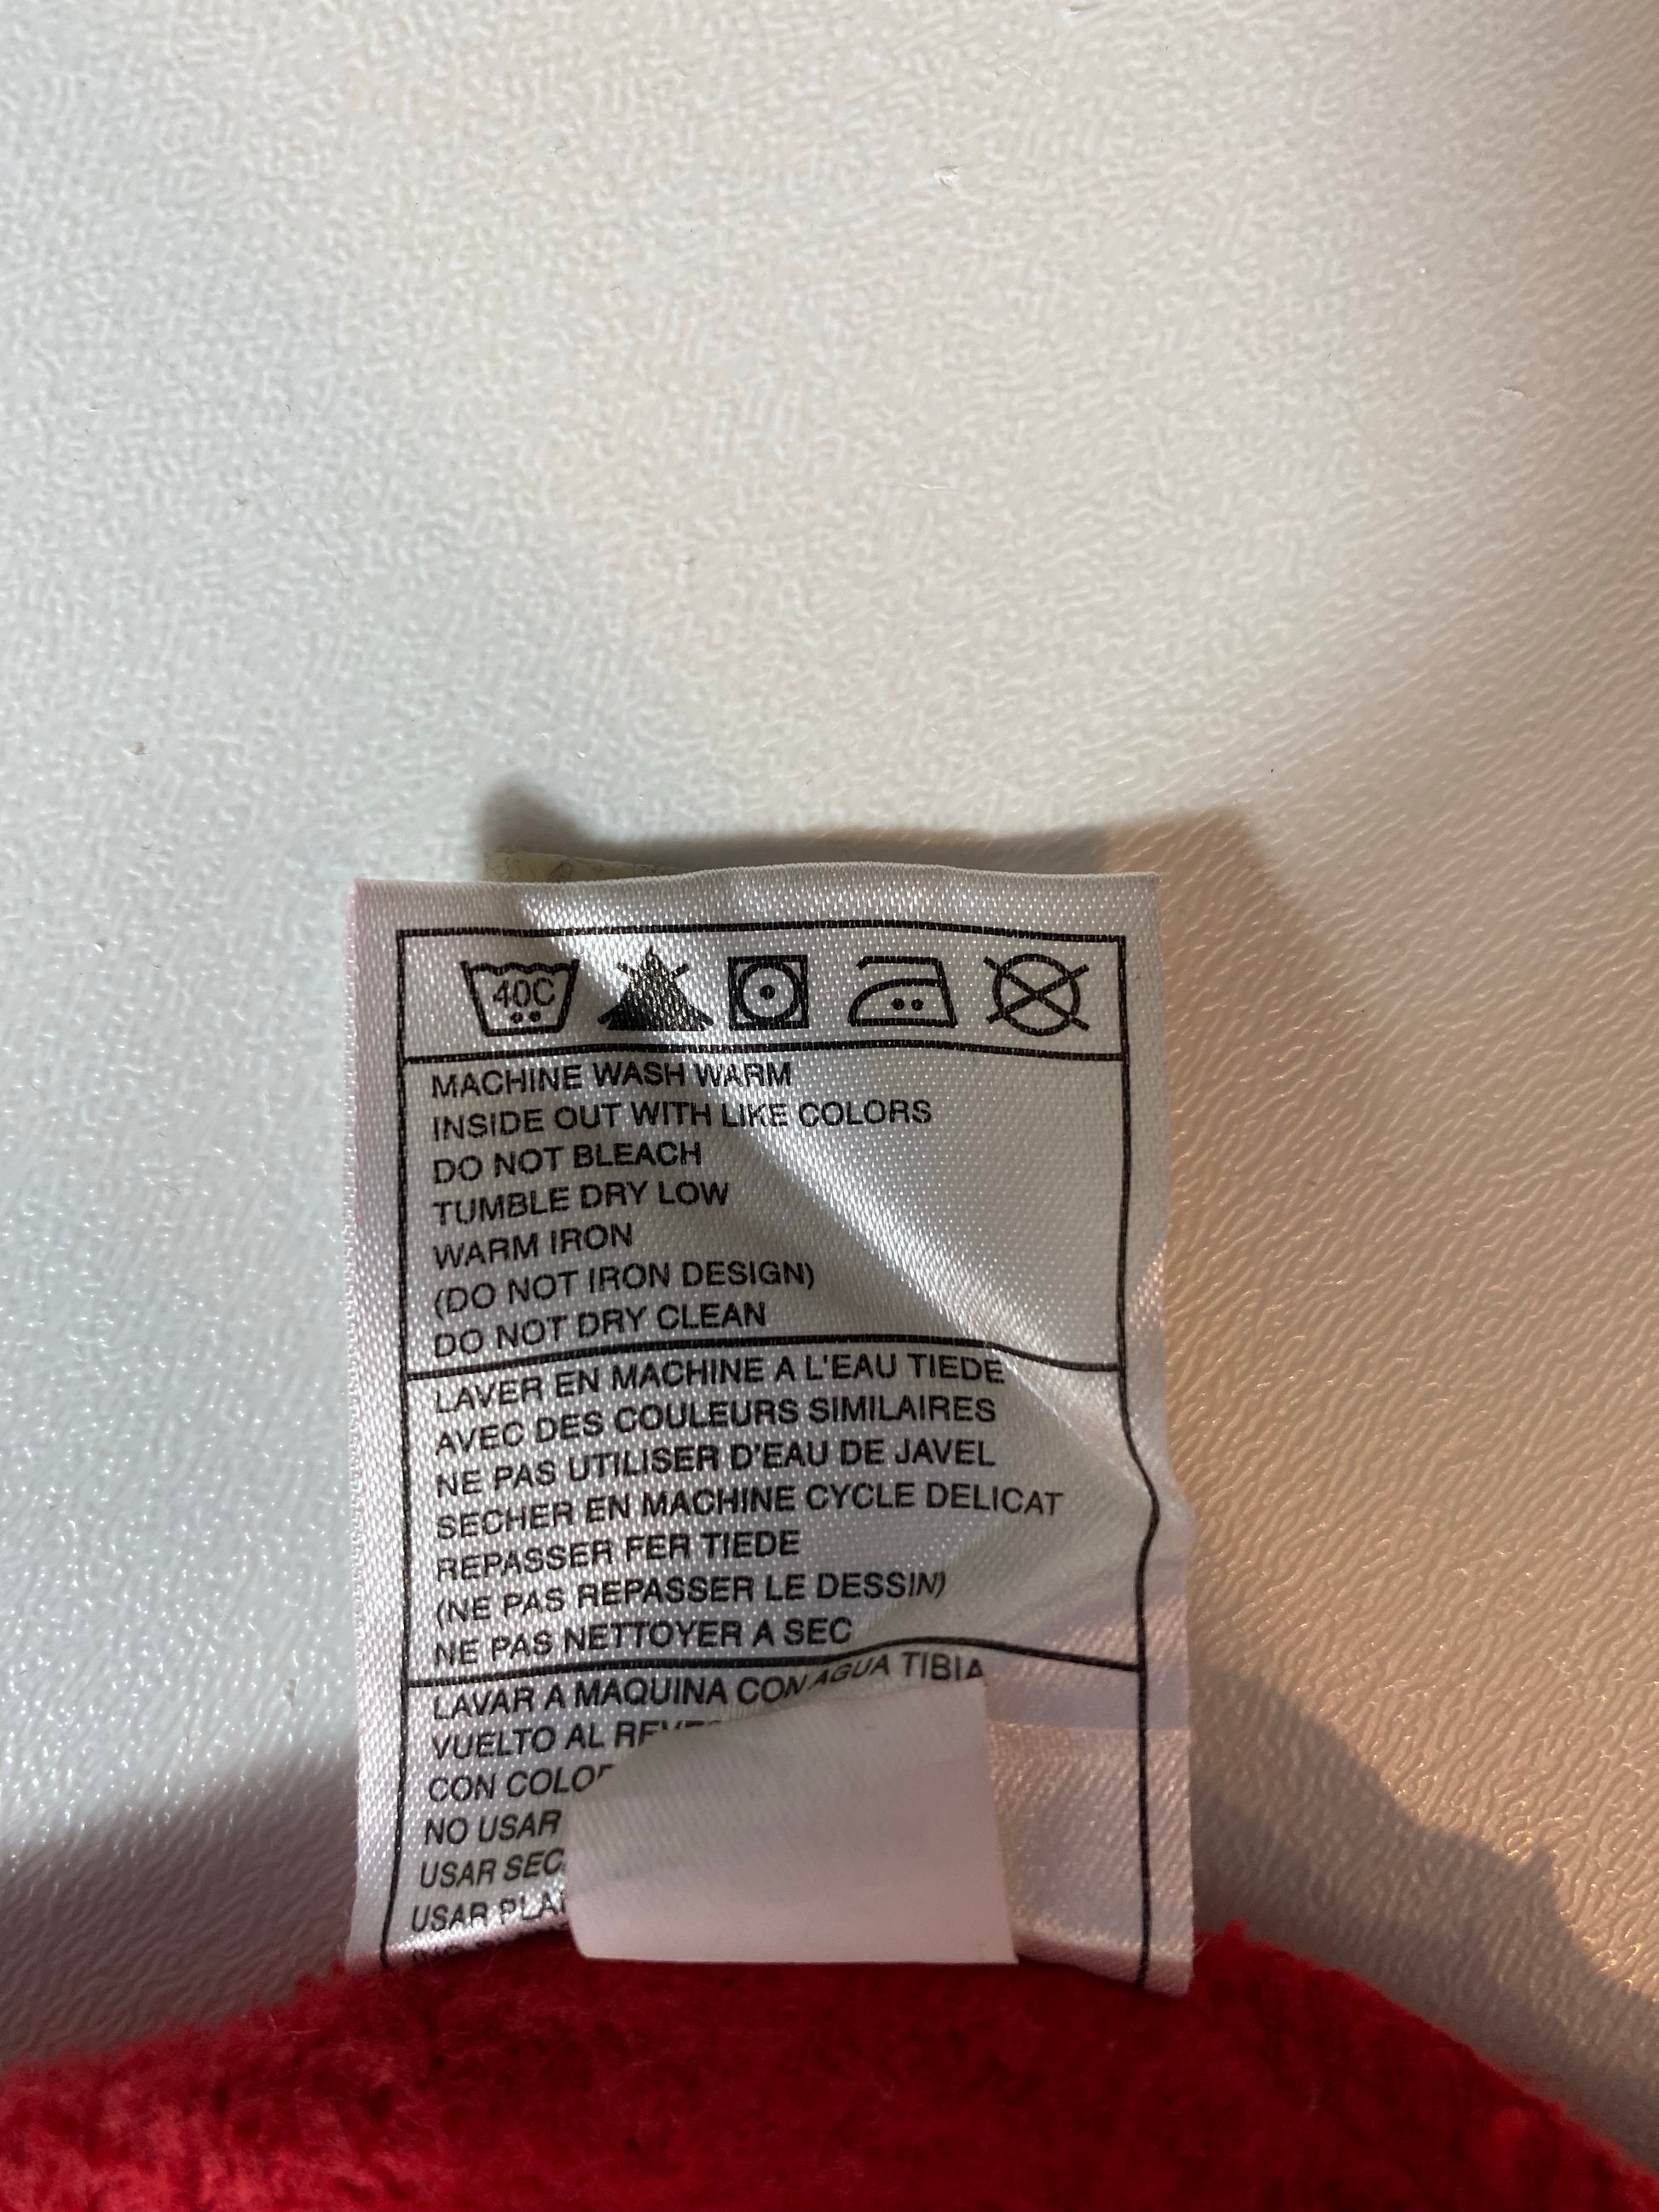 40C
MACHINE WASH WARM
INSIDE OUT WITH LIKE COLORS
DO NOT BLEACH
TUMBLE DRY LOW
WARM IRON
(DO NOT IRON DESIGN)
DO NOT DRY CLEAN
LAVER EN MACHINE A L'EAU TIEDE
AVEC DES COULEURS SIMILAIRES
NE PAS UTILISER D'EAU DE JAVEL
SECHER EN MACHINE CYCLE DELICAT
REPASSER FER TIEDE
(NE PAS REPASSER LE DESSIN)
NE PAS NETTOYER A SEC
LAVAR A MAQUINA CON AGUA TIBIA
VUELTO AL
CON
NO USAR
USAR
USAR